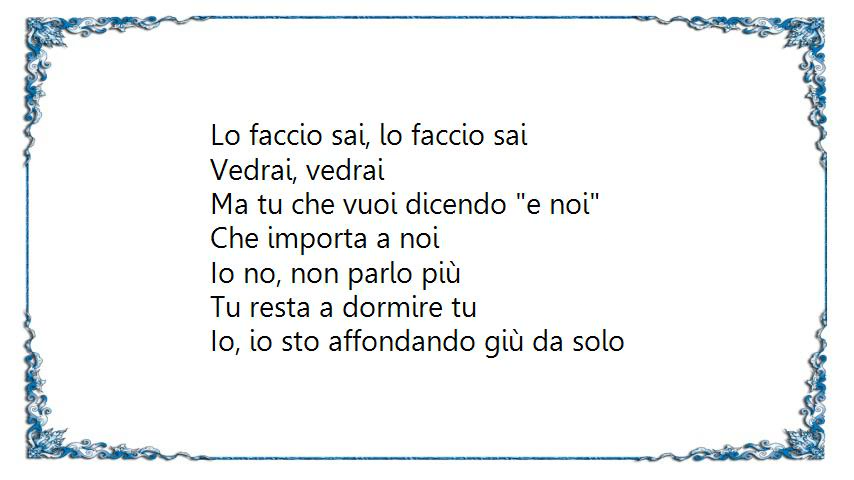 Lo faccio sai, lo faccio sai
Vedrai, vedrai
Ma tu che vuoi dicendo "e noi"
Che importa a noi
Io no, non parlo più
Tu resta a dormire tu
Io, io sto affondando giù da solo